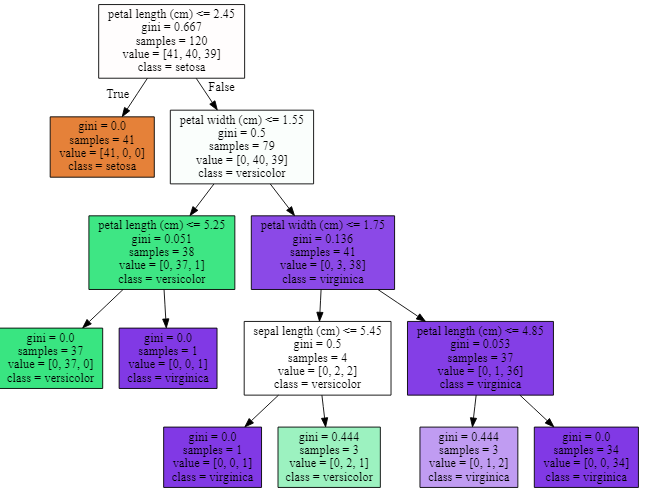 petal length (cm) <= 2.45
gini = 0.667
samples = 120
value = [41, 40, 39]
class = setosa
True
False
gini = 0.0
samples = 41
value = [41, 0, 0]
class = setosa
petal width (cm) <= 1.55
gini = 0.5
samples = 79
value = [0, 40, 39]
class = versicolor
petal length (cm) <= 5.25
gini = 0.051
samples = 38
value = [0, 37, 1]
class = versicolor
petal width (cm) <= 1.75
gini = 0.136
samples = 41
value = [0, 3, 38]
class = virginica
gini = 0.0
samples = 37
value = [0, 37, 0]
class = versicolor
gini = 0.0
samples = 1
value = [0, 0, 1]
class = virginica
sepal length (cm) <= 5.45
gini = 0.5
samples = 4
value = [0, 2, 2]
class = versicolor
petal length (cm) <= 4.85
gini = 0.053
samples = 37
value = [0, 1, 36]
class = virginica
gini = 0.0
samples = 1
value = [0, 0, 1]
class = virginica
gini = 0.444
samples = 3
value = [0, 2, 1]
class = versicolor
gini = 0.444
samples = 3
value = [0, 1, 2]
class = virginica
gini = 0.0
samples = 34
value = [0, 0, 34]
class = virginica